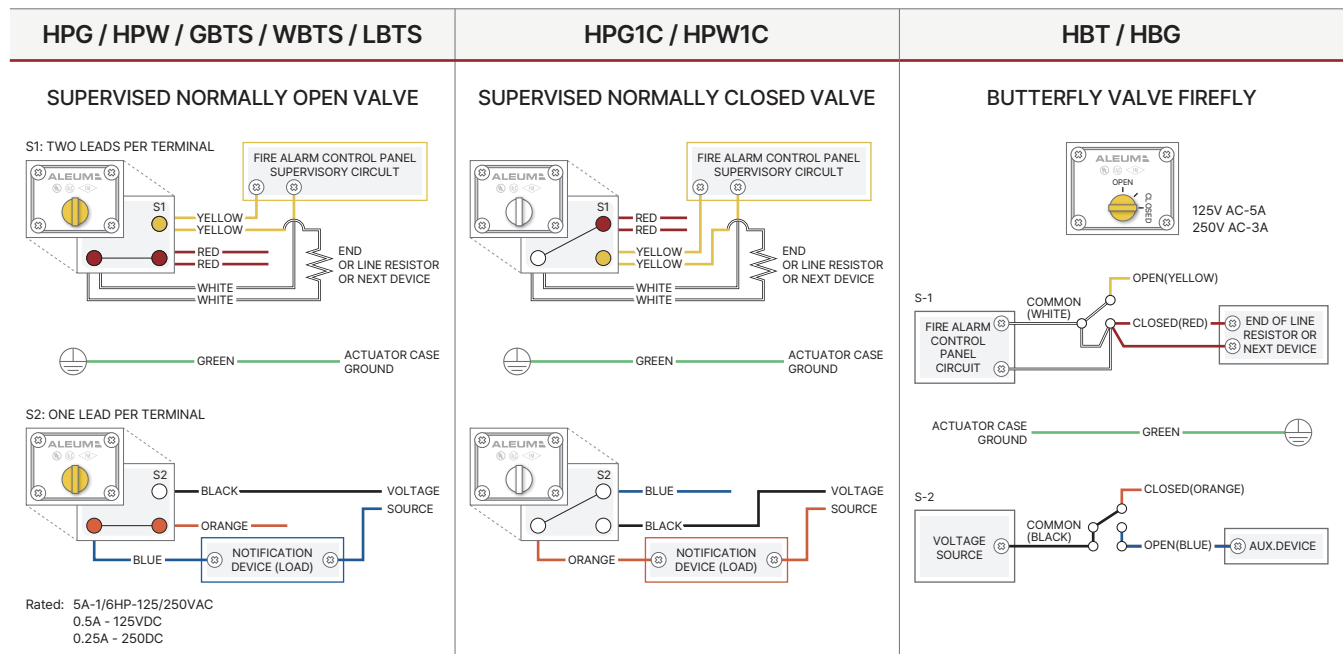 HPG / HPW / GBTS / WBTS / LBTS
SUPERVISED NORMALLY OPEN VALVE
S1: TWO LEADS PER TERMINAL
ALEUM
S1
FIRE ALARM CONTROL PANEL
SUPERVISORY CIRCULT
YELLOW
YELLOW
RED
RED
WHITE
WHITE
END
OR LINE RESISTOR
OR NEXT DEVICE
GREEN
ACTUATOR CASE
GROUND
S2: ONE LEAD PER TERMINAL
ALEUM
S2
BLACK
VOLTAGE
SOURCE
ORANGE
BLUE
NOTIFICATION
DEVICE (LOAD)
Rated: 5A-1/6HP-125/250VAC
0.5A - 125VDC
0.25A - 250DC
HPG1C / HPW1C
SUPERVISED NORMALLY CLOSED VALVE
ALEUM
S1
FIRE ALARM CONTROL PANEL
SUPERVISORY CIRCULT
RED
RED
YELLOW
YELLOW
WHITE
WHITE
END
OR LINE RESISTOR
OR NEXT DEVICE
GREEN
ACTUATOR CASE
GROUND
ALEUM
S2
BLUE
VOLTAGE
SOURCE
BLACK
ORANGE
NOTIFICATION
DEVICE (LOAD)
HBT / HBG
BUTTERFLY VALVE FIREFLY
ALEUM
OPEN
CLOSED
125V AC-5A
250V AC-3A
S-1
FIRE ALARM
CONTROL
PANEL
CIRCUIT
COMMON
(WHITE)
OPEN(YELLOW)
CLOSED(RED)
END OF LINE
RESISTOR OR
NEXT DEVICE
ACTUATOR CASE
GROUND
GREEN
S-2
VOLTAGE
SOURCE
COMMON
(BLACK)
CLOSED(ORANGE)
OPEN(BLUE)
AUX.DEVICE